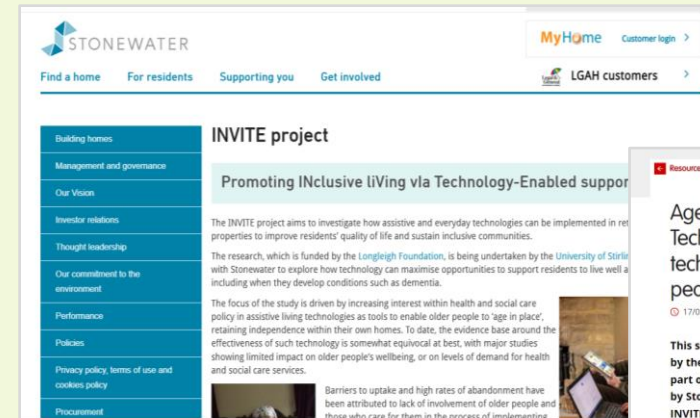 STONEWATER
MyHome Customer login >
Find a home For residents Supporting you Get involved
LGAH customers >
Building homes
Management and governance
Our Vision
Investor relations
Thought leadership
Our commitment to the
environment
Performance
Policies
Privacy policy, terms of use and
cookies policy
Procurement
INVITE project
Promoting INclusive liVing vIa Technology-Enabled suppor
The INVITE project aims to investigate how assistive and everyday technologies can be implemented in ret
properties to improve residents' quality of life and sustain inclusive communities.
The research, which is funded by the Longleigh Foundation, is being undertaken by the University of Stirlin
with Stonewater to explore how technology can maximise opportunities to support residents to live well a
including when they develop conditions such as dementia.
The focus of the study is driven by increasing interest within health and social care
policy in assistive living technologies as tools to enable older people to 'age in place',
retaining independence within their own homes. To date, the evidence base around the
effectiveness of such technology is somewhat equivocal at best, with major studies
showing limited impact on older people's wellbeing, or on levels of demand for health
and social care services.
Barriers to uptake and high rates of abandonment have
been attributed to lack of involvement of older people and
those who care for them in the process of implementing
Resource
Age
Tech
tech
peo
17/0
This s
by the
part o
by Se
INVIT